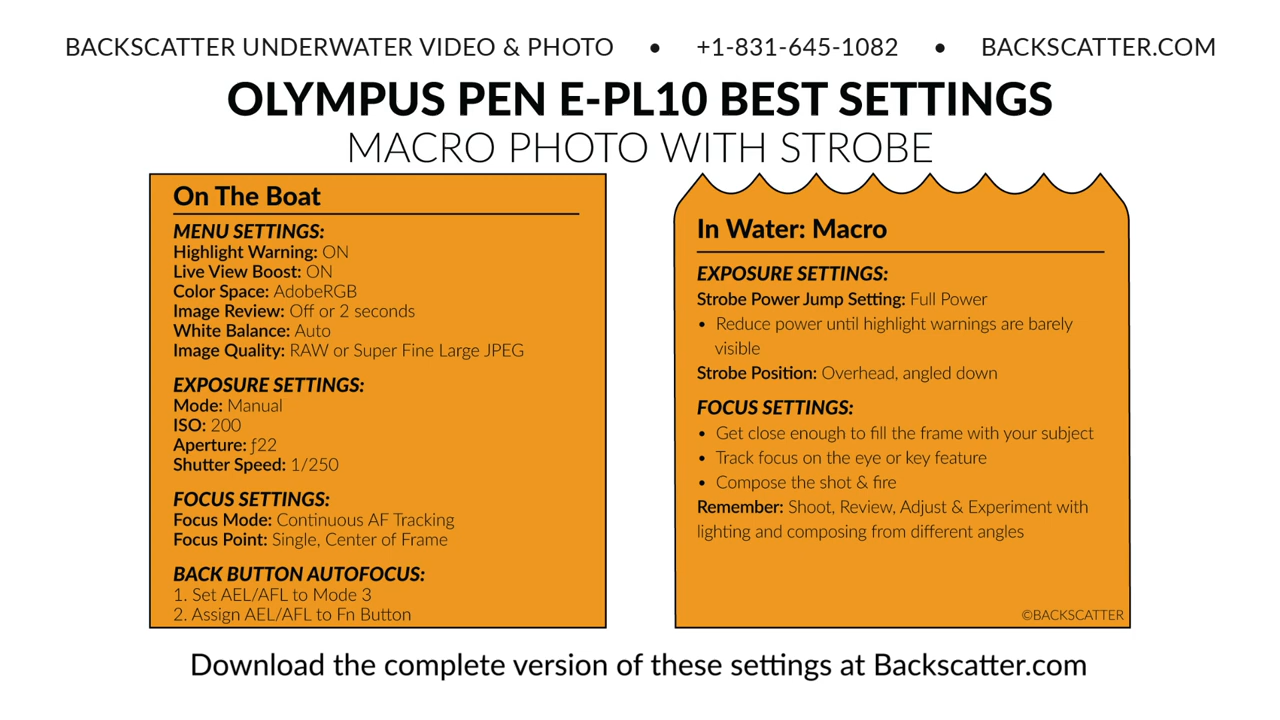 BACKSCATTER UNDERWATER VIDEO & PHOTO • +1-831-645-1082 • BACKSCATTER.COM
OLYMPUS PEN E-PL10 BEST SETTINGS
MACRO PHOTO WITH STROBE
On The Boat
MENU SETTINGS:
Highlight Warning: ON
Live View Boost: ON
Color Space: AdobeRGB
Image Review: Off or 2 seconds
White Balance: Auto
Image Quality: RAW or Super Fine Large JPEG
EXPOSURE SETTINGS:
Mode: Manual
ISO: 200
Aperture: ƒ22
Shutter Speed: 1/250
FOCUS SETTINGS:
Focus Mode: Continuous AF Tracking
Focus Point: Single, Center of Frame
BACK BUTTON AUTOFOCUS:
1. Set AEL/AFL to Mode 3
2. Assign AEL/AFL to Fn Button
In Water: Macro
EXPOSURE SETTINGS:
Strobe Power Jump Setting: Full Power
• Reduce power until highlight warnings are barely
visible
Strobe Position: Overhead, angled down
FOCUS SETTINGS:
• Get close enough to fill the frame with your subject
• Track focus on the eye or key feature
• Compose the shot & fire
Remember: Shoot, Review, Adjust & Experiment with
lighting and composing from different angles
©BACKSCATTER
Download the complete version of these settings at Backscatter.com